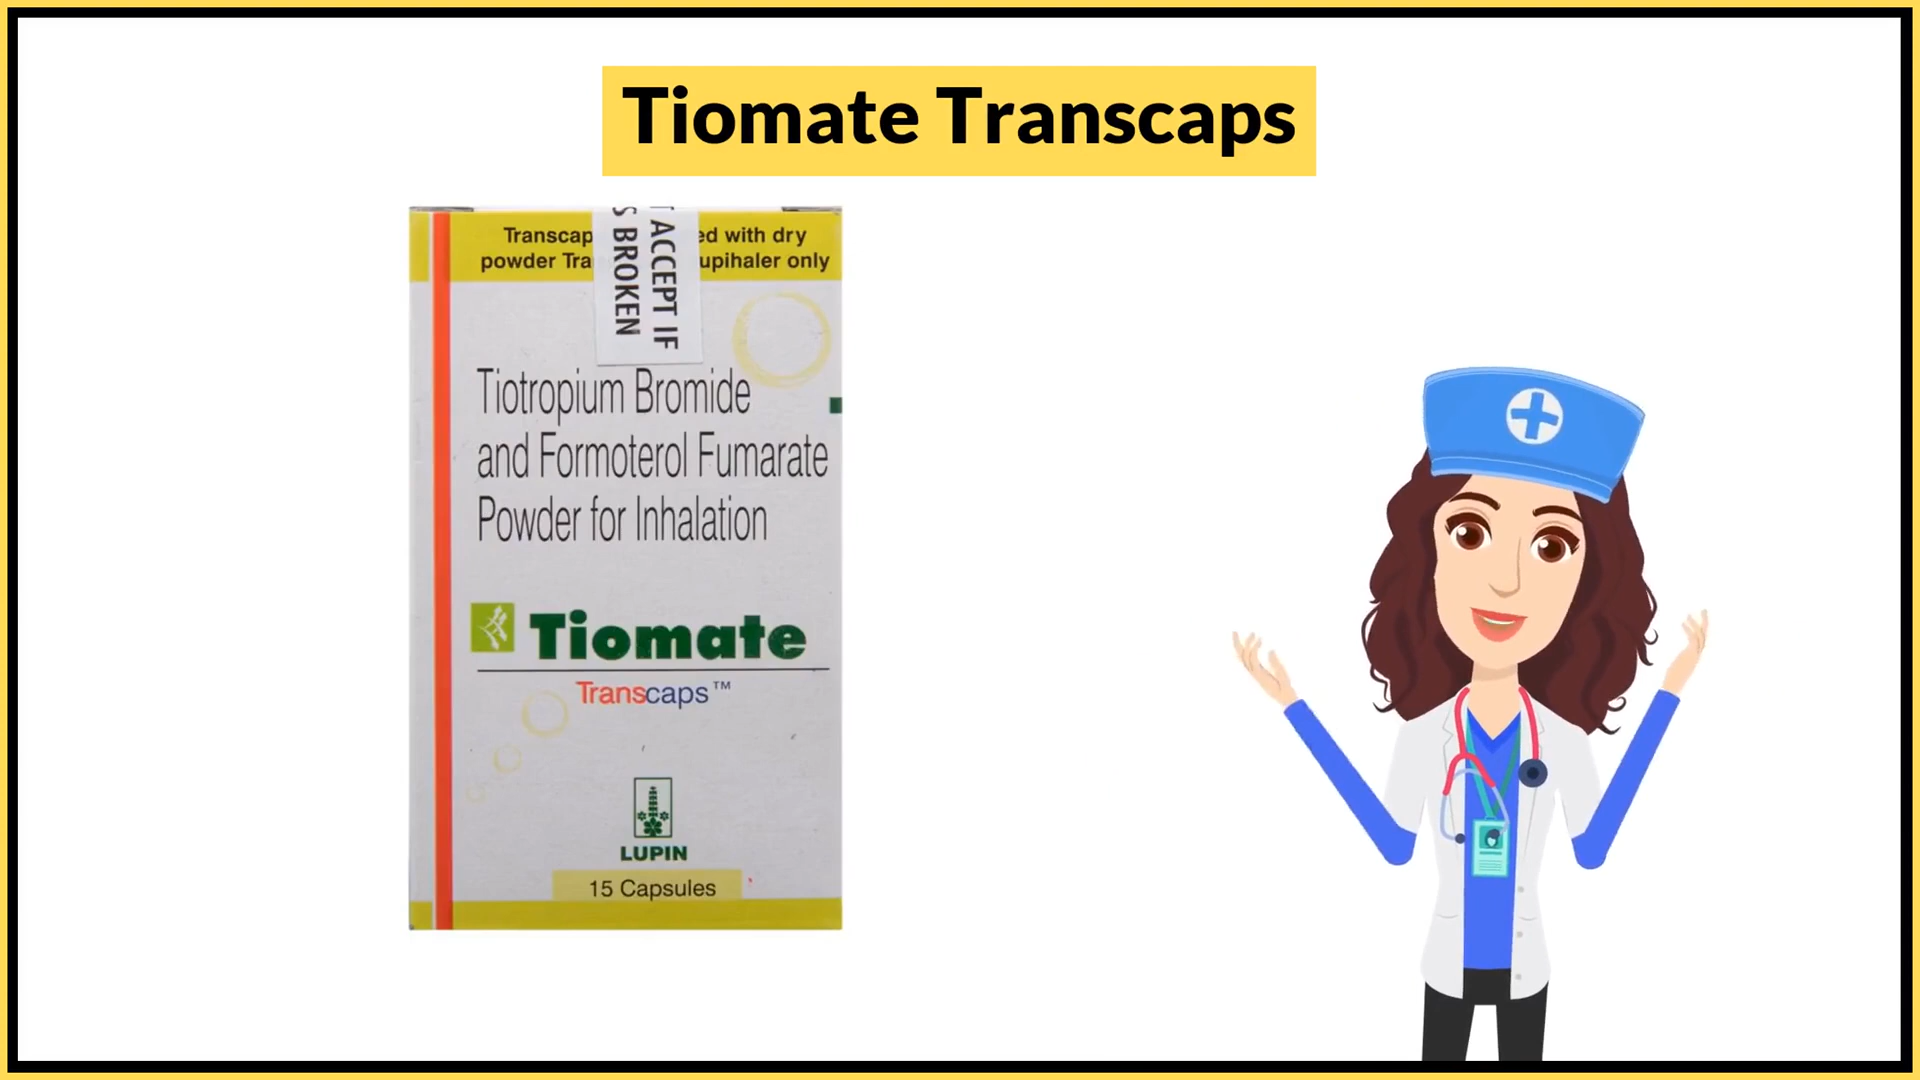 Tiomate Transcaps
Transcap ed with dry
powder Tra upihaler only
T ACCEPT IF
S BROKEN
Tiotropium Bromide
and Formoterol Fumarate
Powder for Inhalation
Tiomate
Transcaps™
LUPIN
15 Capsules